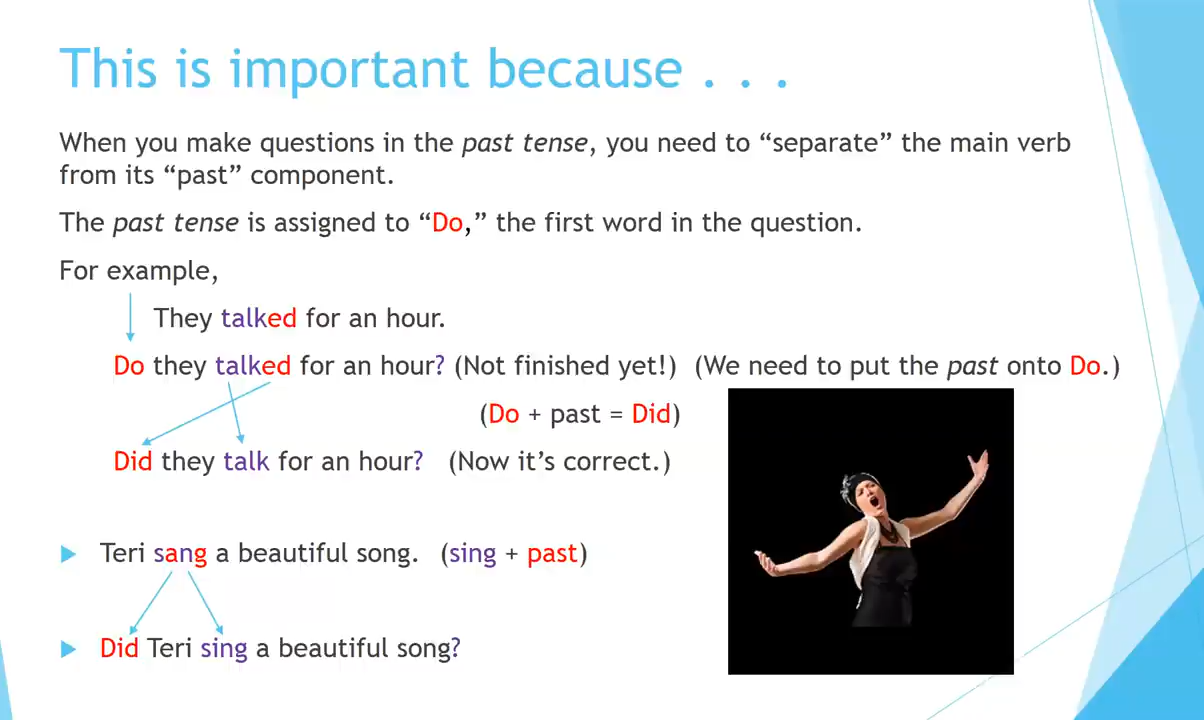 This is important because . . .
When you make questions in the past tense, you need to “separate” the main verb
from its “past” component.
The past tense is assigned to “Do,” the first word in the question.
For example,
They talked for an hour.
Do they talked for an hour? (Not finished yet!) (We need to put the past onto Do.)
(Do + past = Did)
Did they talk for an hour? (Now it’s correct.)
Teri sang a beautiful song. (sing + past)
Did Teri sing a beautiful song?